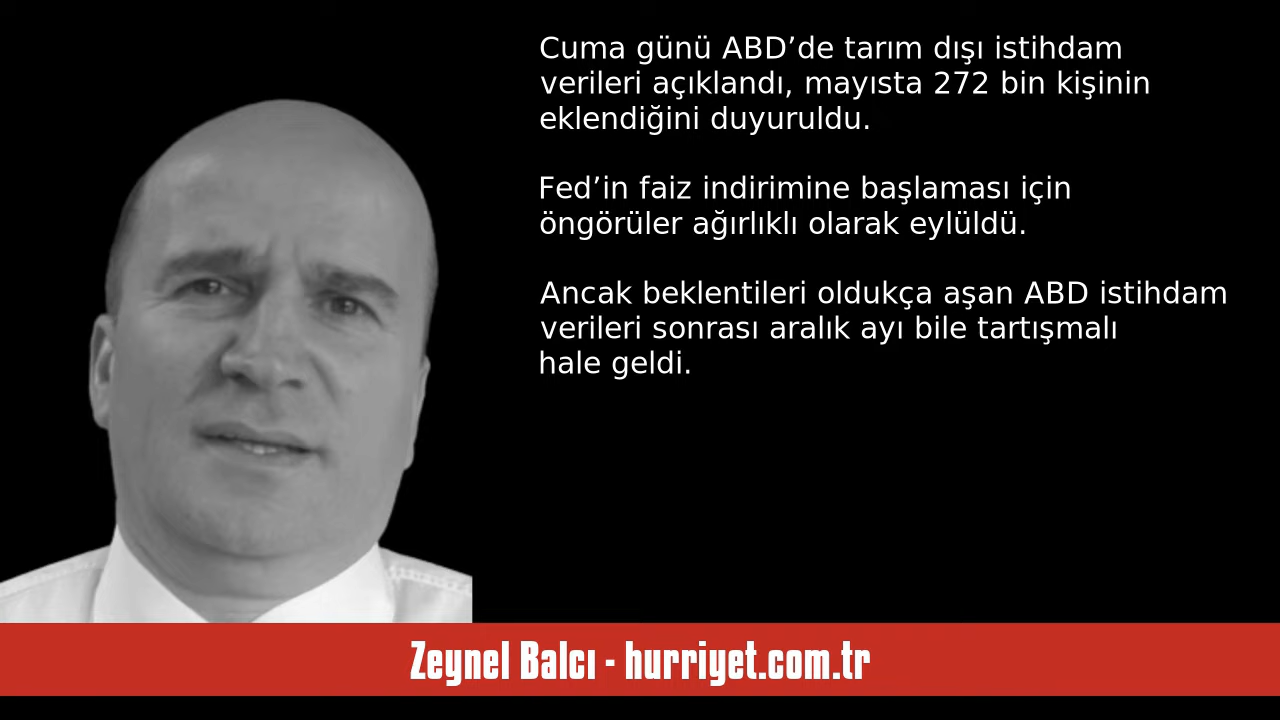 Cuma günü ABD’de tarım dışı istihdam
verileri açıklandı, mayısta 272 bin kişinin
eklendiğini duyuruldu.
Fed’in faiz indirimine başlaması için
öngörüler ağırlıklı olarak eylüldü.
Ancak beklentileri oldukça aşan ABD istihdam
verileri sonrası aralık ayı bile tartışmalı
hale geldi.
Zeynel Balcı - hurriyet.com.tr